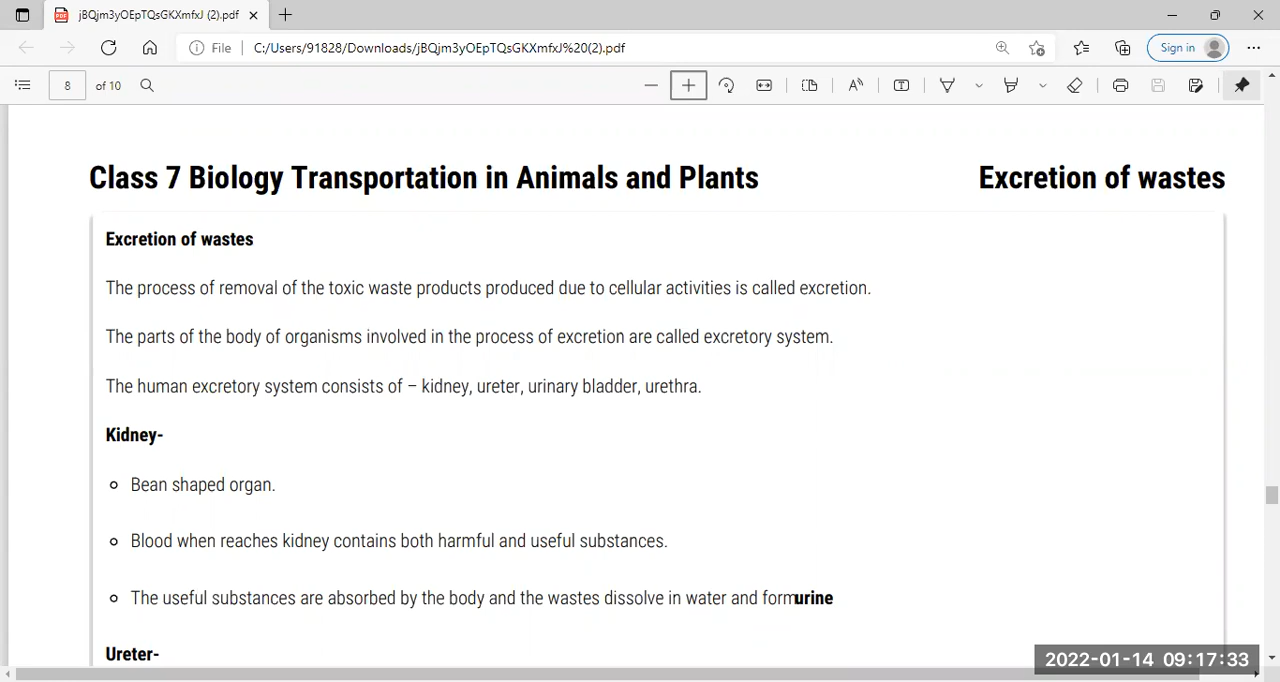 jBQjm3yOEpTQsGKXmfxJ (2).pdf
File C:/Users/91828/Downloads/jBQjm3yOEpTQsGKXmfxJ%20(2).pdf Sign in
8 of 10
Class 7 Biology Transportation in Animals and Plants Excretion of wastes
Excretion of wastes
The process of removal of the toxic waste products produced due to cellular activities is called excretion.
The parts of the body of organisms involved in the process of excretion are called excretory system.
The human excretory system consists of – kidney, ureter, urinary bladder, urethra.
Kidney-
Bean shaped organ.
Blood when reaches kidney contains both harmful and useful substances.
The useful substances are absorbed by the body and the wastes dissolve in water and formurine
Ureter-
2022-01-14 09:17:33